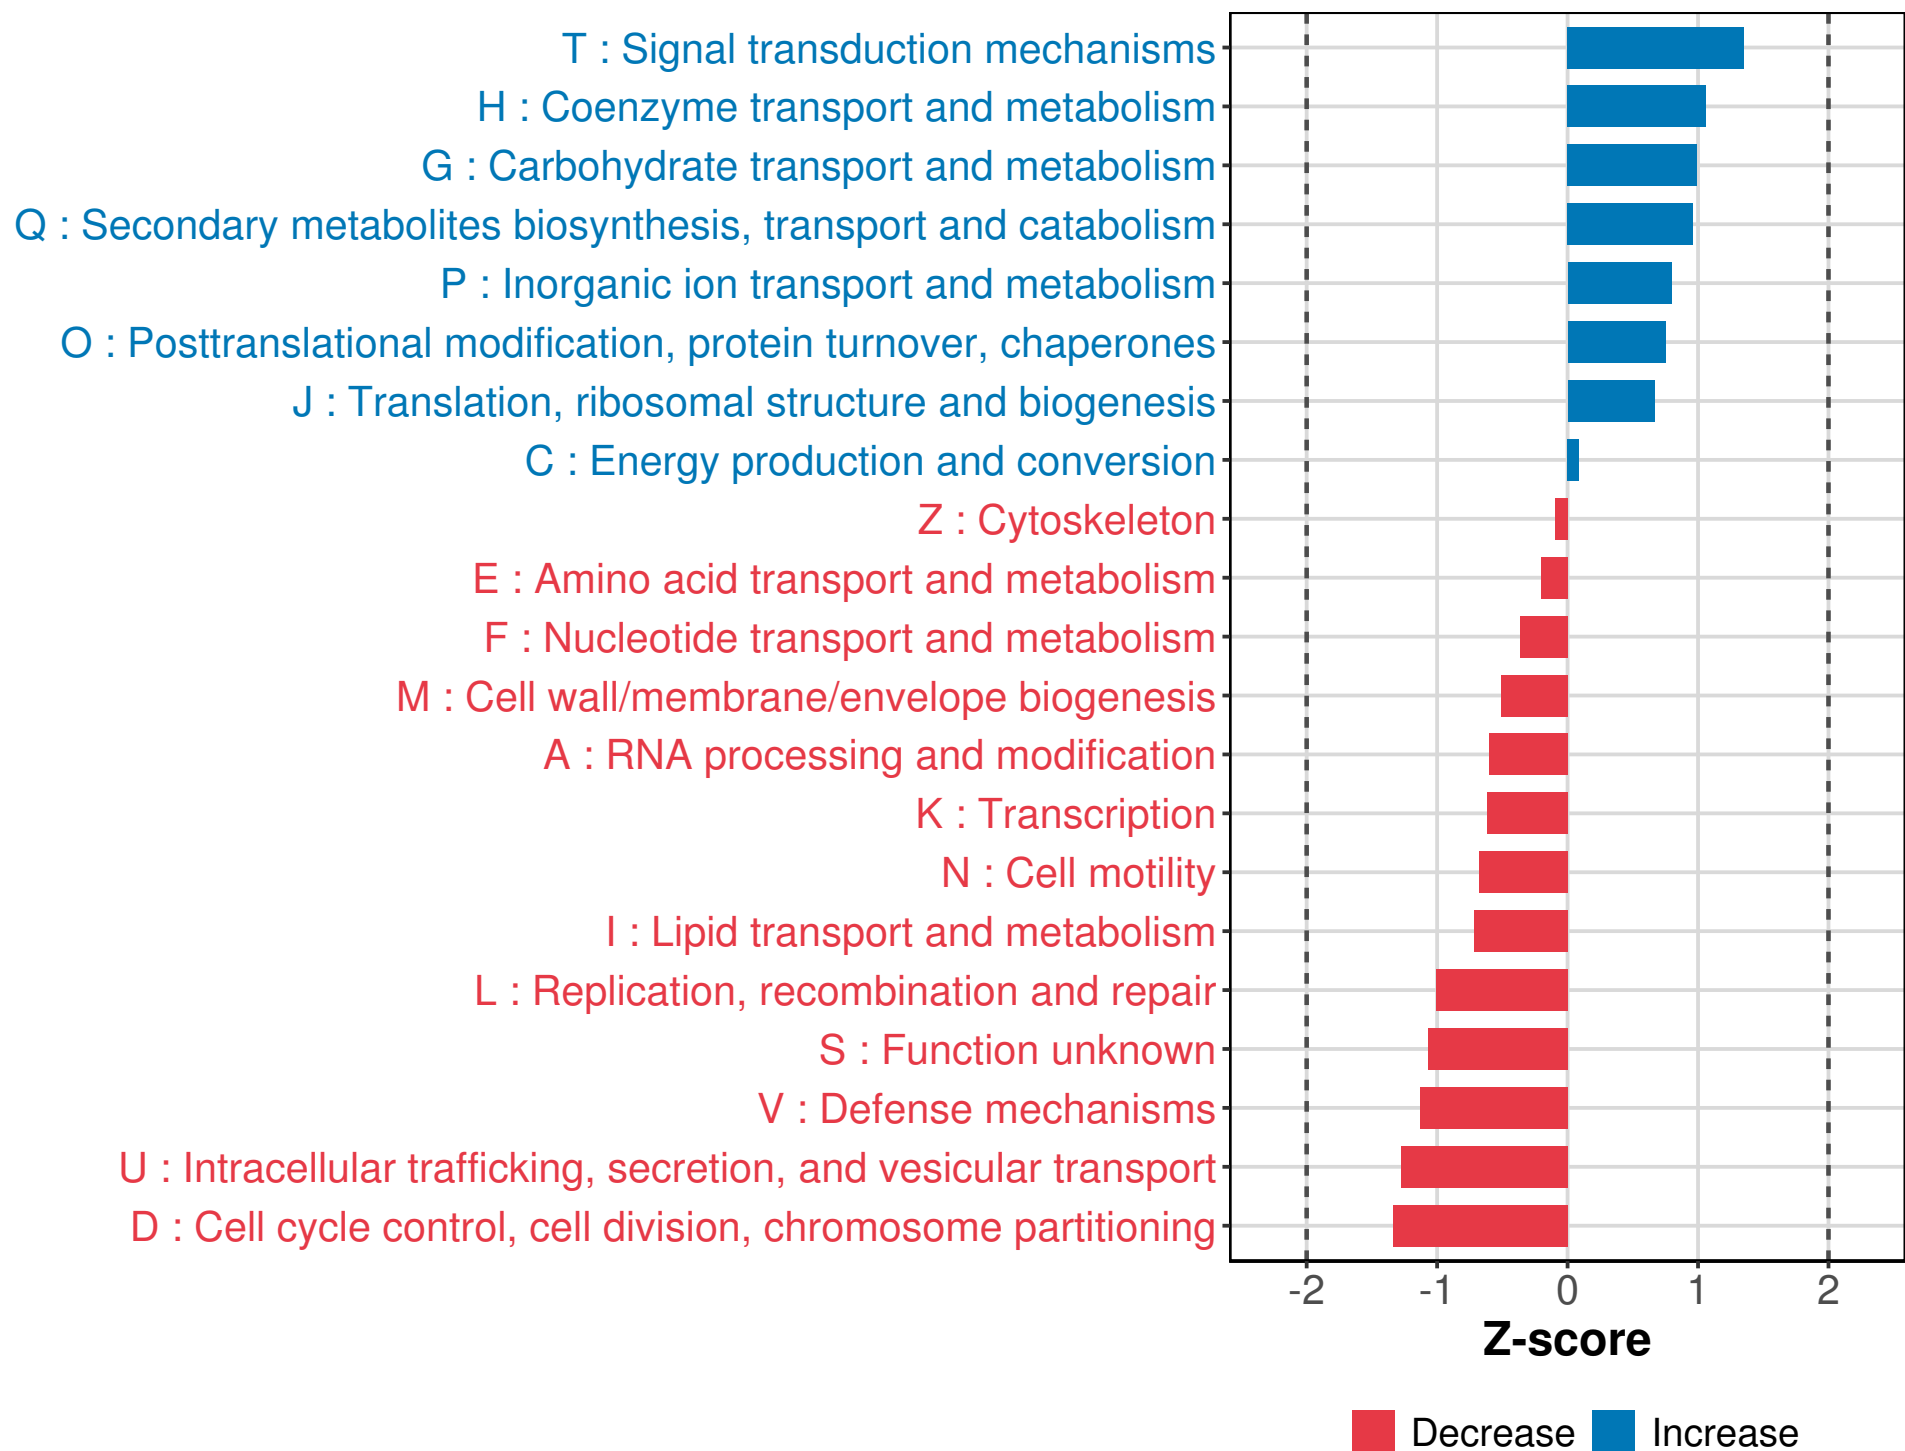 T : Signal transduction mechanisms
H : Coenzyme transport and metabolism
G : Carbohydrate transport and metabolism
Q : Secondary metabolites biosynthesis, transport and catabolism
P : Inorganic ion transport and metabolism
O : Posttranslational modification, protein turnover, chaperones
J : Translation, ribosomal structure and biogenesis
C : Energy production and conversion
Z : Cytoskeleton
E : Amino acid transport and metabolism
F : Nucleotide transport and metabolism
M : Cell wall/membrane/envelope biogenesis
A : RNA processing and modification
K : Transcription
N : Cell motility
I : Lipid transport and metabolism
L : Replication, recombination and repair
S : Function unknown
V : Defense mechanisms
U : Intracellular trafficking, secretion, and vesicular transport
D : Cell cycle control, cell division, chromosome partitioning
-2 -1 0 1 2
Z-score
Decrease Increase